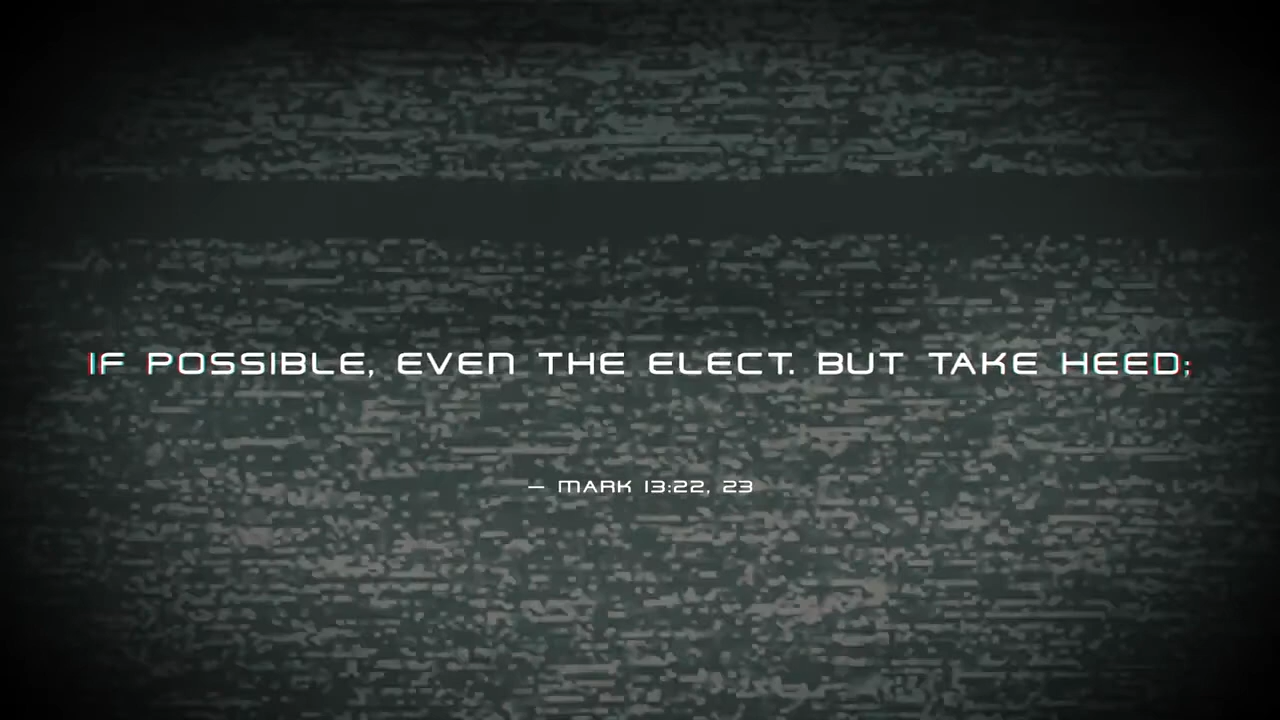 IF POSSIBLE, EVEN THE ELECT. BUT TAKE HEED;
– MARK 13:22, 23